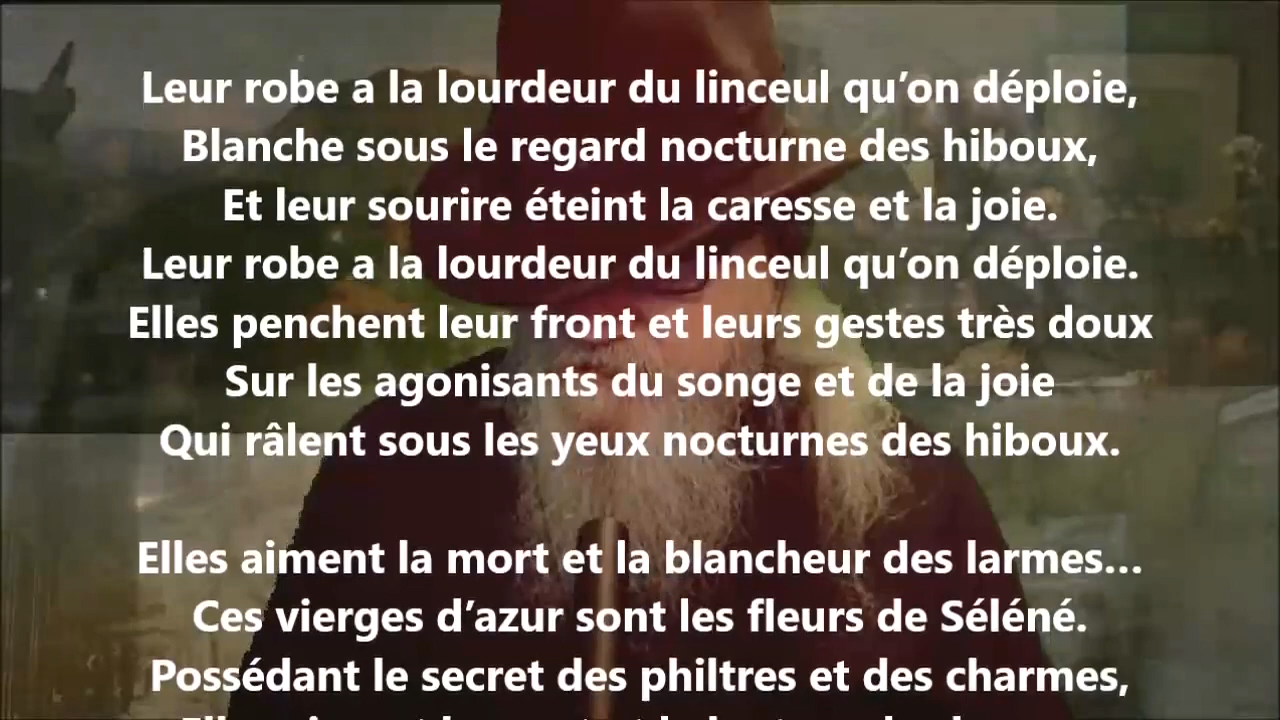 Leur robe a la lourdeur du linceul qu’on déploie,
Blanche sous le regard nocturne des hiboux,
Et leur sourire éteint la caresse et la joie.
Leur robe a la lourdeur du linceul qu’on déploie.
Elles penchent leur front et leurs gestes très doux
Sur les agonisants du songe et de la joie
Qui râlent sous les yeux nocturnes des hiboux.
Elles aiment la mort et la blancheur des larmes…
Ces vierges d’azur sont les fleurs de Séléné.
Possédant le secret des philtres et des charmes,